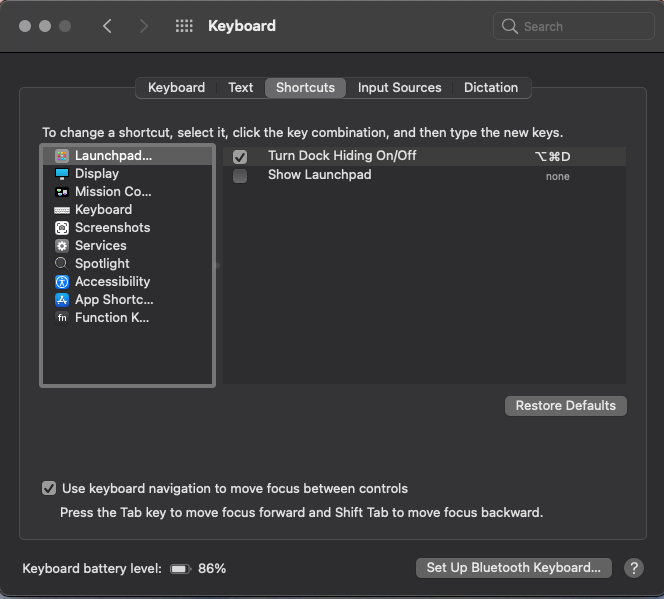 Keyboard
Search
Keyboard Text Shortcuts Input Sources Dictation
To change a shortcut, select it, click the key combination, and then type the new keys.
Launchpad...
Display
Mission Co...
Keyboard
Screenshots
Services
Spotlight
Accessibility
App Shortc...
fn Function K...
Turn Dock Hiding On/Off ⌥⌘D
Show Launchpad none
Restore Defaults
Use keyboard navigation to move focus between controls
Press the Tab key to move focus forward and Shift Tab to move focus backward.
Keyboard battery level: 86%
Set Up Bluetooth Keyboard... ?